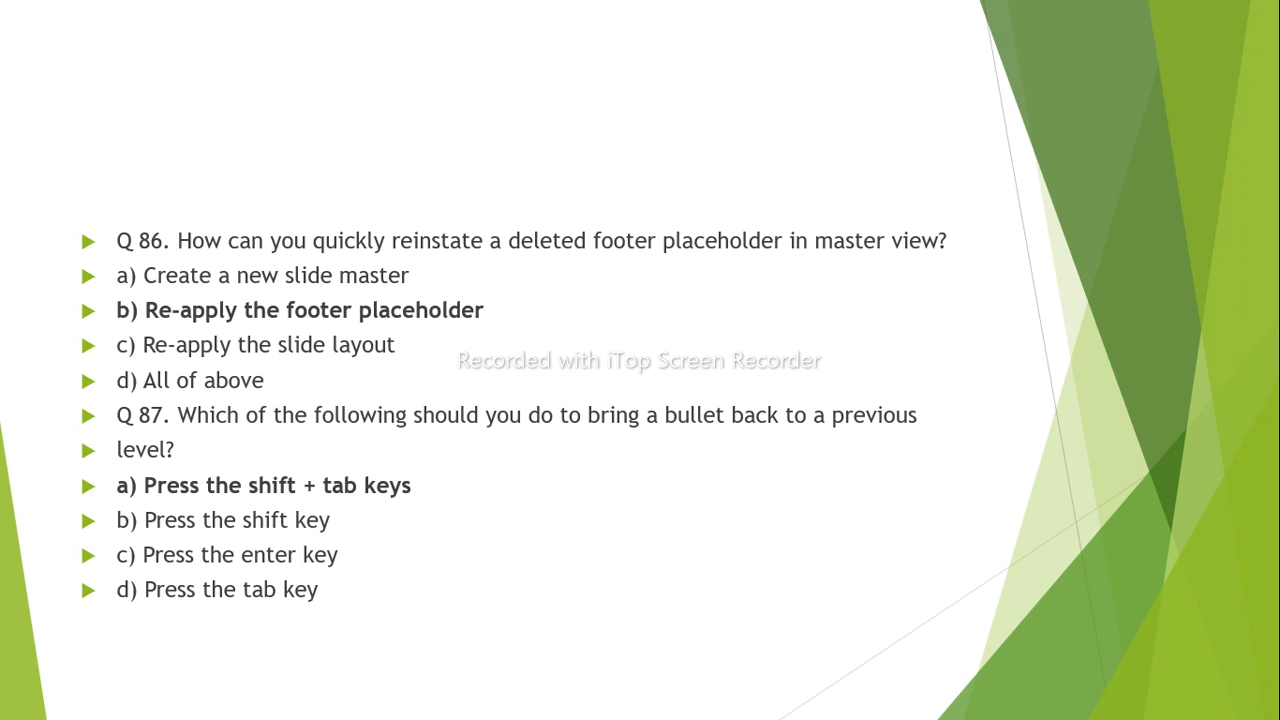 Q 86. How can you quickly reinstate a deleted footer placeholder in master view?
a) Create a new slide master
b) Re-apply the footer placeholder
c) Re-apply the slide layout
Recorded with iTop Screen Recorder
d) All of above
Q 87. Which of the following should you do to bring a bullet back to a previous
level?
a) Press the shift + tab keys
b) Press the shift key
c) Press the enter key
d) Press the tab key